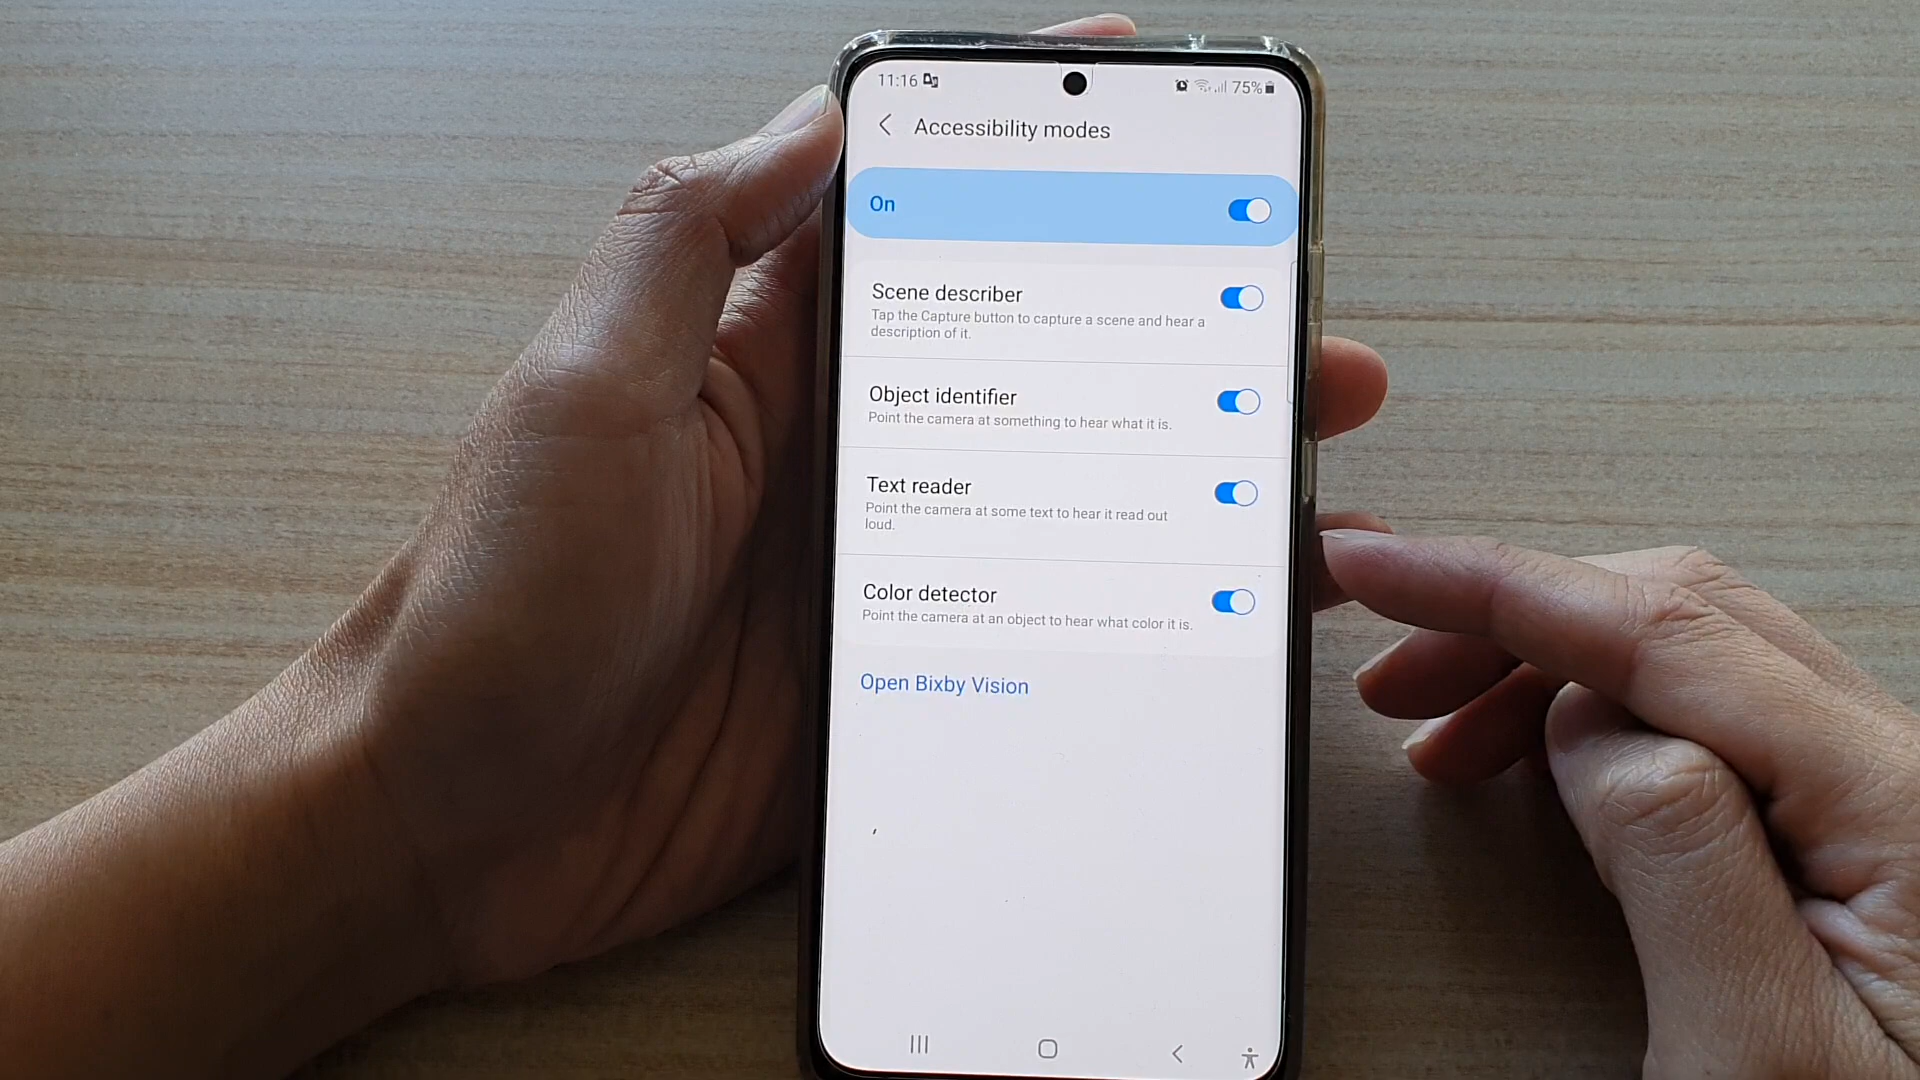 11:16 75%
Accessibility modes
On
Scene describer
Tap the Capture button to capture a scene and hear a
description of it.
Object identifier
Point the camera at something to hear what it is.
Text reader
Point the camera at some text to hear it read out
loud.
Color detector
Point the camera at an object to hear what color it is.
Open Bixby Vision